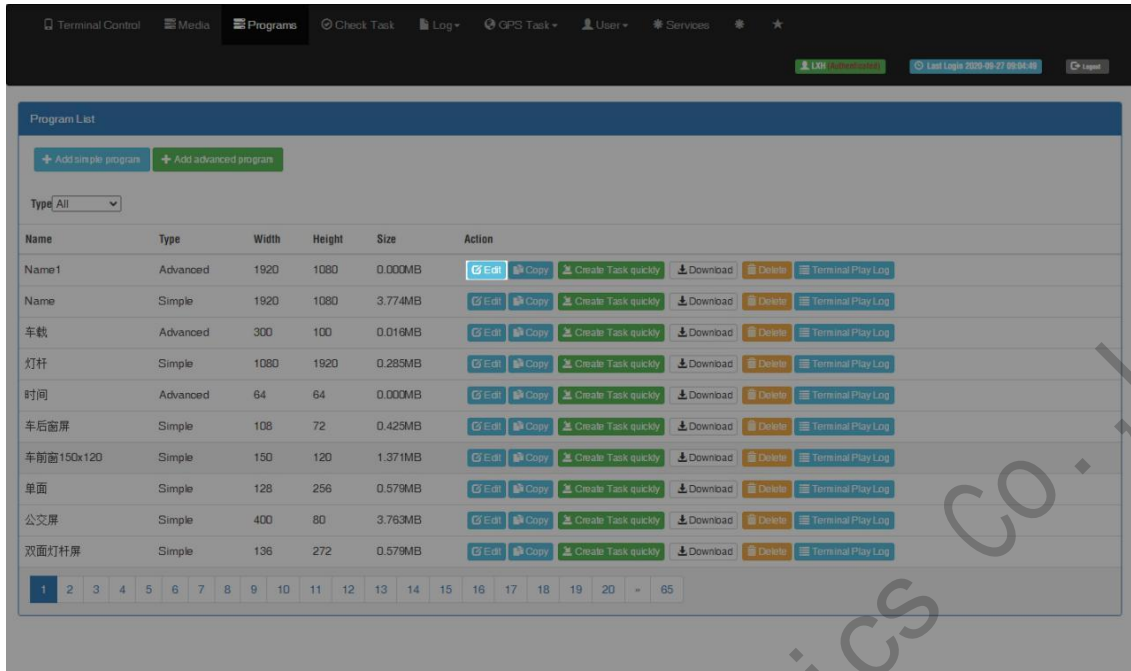 Terminal Control Media Programs Check Task Log GPS Task User Services
LXH (Authenticated) Last Login 2020-09-27 09:04:49 Logout
Program List
Add simple program Add advanced program
Type All
Name Type Width Height Size Action
Name1 Advanced 1920 1080 0.000MB Edit Copy Create Task quickly Download Delete Terminal Play Log
Name Simple 1920 1080 3.774MB Edit Copy Create Task quickly Download Delete Terminal Play Log
车载 Advanced 300 100 0.016MB Edit Copy Create Task quickly Download Delete Terminal Play Log
灯杆 Simple 1080 1920 0.285MB Edit Copy Create Task quickly Download Delete Terminal Play Log
时间 Advanced 64 64 0.000MB Edit Copy Create Task quickly Download Delete Terminal Play Log
车后窗屏 Simple 108 72 0.425MB Edit Copy Create Task quickly Download Delete Terminal Play Log
车前窗150x120 Simple 150 120 1.371MB Edit Copy Create Task quickly Download Delete Terminal Play Log
单面 Simple 128 256 0.579MB Edit Copy Create Task quickly Download Delete Terminal Play Log
公交屏 Simple 400 80 3.763MB Edit Copy Create Task quickly Download Delete Terminal Play Log
双面灯杆屏 Simple 136 272 0.579MB Edit Copy Create Task quickly Download Delete Terminal Play Log
1 2 3 4 5 6 7 8 9 10 11 12 13 14 15 16 17 18 19 20 » 65
ics Co.,